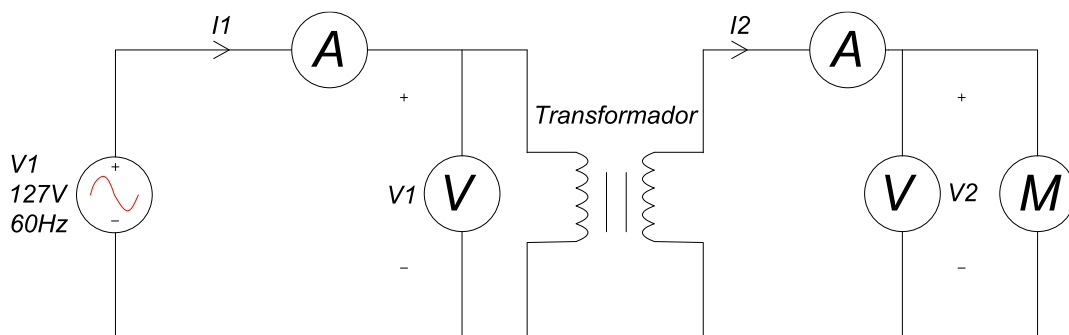 I1
A
I2
A
+
+
Transformador
V1
127V
60Hz
+
−
V1
V
V
V2
M
−
−